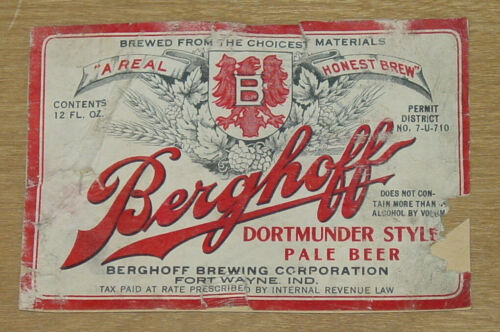 BREWED FROM THE CHOICEST MATERIALS
"A REAL HONEST BREW"
B
CONTENTS
12 FL. OZ.
PERMIT
DISTRICT
NO. 7-U-710
Berghoff
DOES NOT CON-
TAIN MORE THAN
ALCOHOL BY
DORTMUNDER STYLE
PALE BEER
BERGHOFF BREWING CORPORATION
FORT WAYNE, IND.
TAX PAID AT RATE PRESCRIBED BY INTERNAL REVENUE LAW